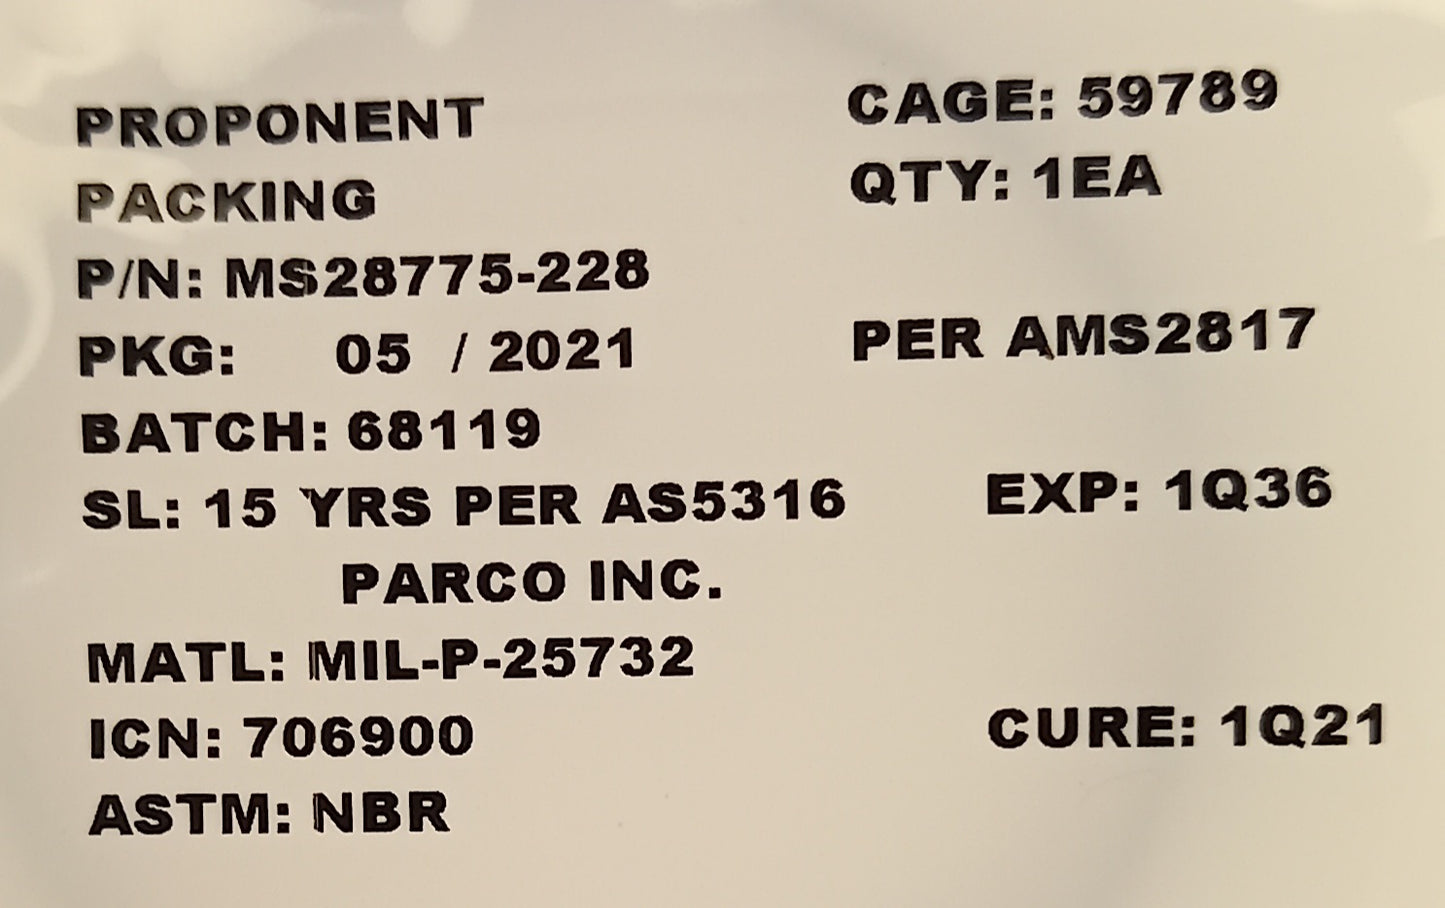 PROPONENT CAGE: 59789
PACKING QTY: 1EA
P/N: MS28775-228
PKG: 05 / 2021 PER AMS2817
BATCH: 68119
SL: 15 YRS PER AS5316 EXP: 1Q36
PARCO INC.
MATL: MIL-P-25732
ICN: 706900 CURE: 1Q21
ASTM: NBR